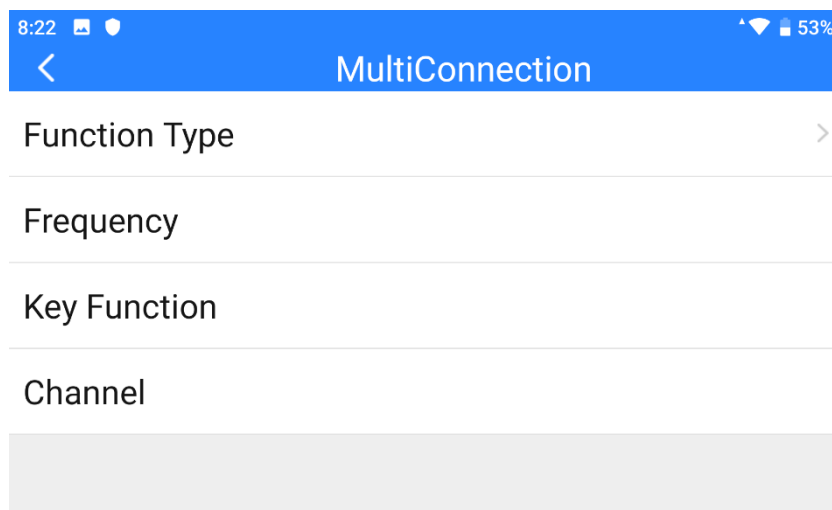 8:22 53%
MultiConnection
Function Type
Frequency
Key Function
Channel